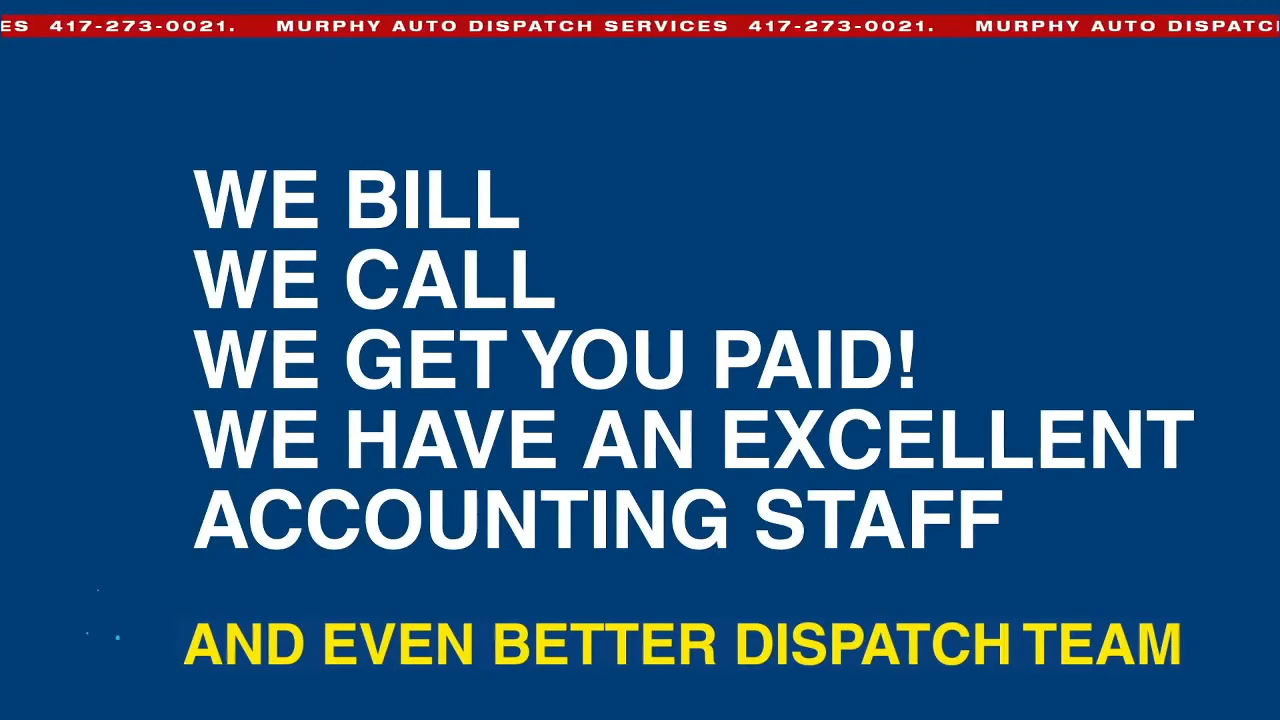 ES 417-273-0021. MURPHY AUTO DISPATCH SERVICES 417-273-0021. MURPHY AUTO DISPATC
WE BILL
WE CALL
WE GET YOU PAID!
WE HAVE AN EXCELLENT
ACCOUNTING STAFF
AND EVEN BETTER DISPATCH TEAM